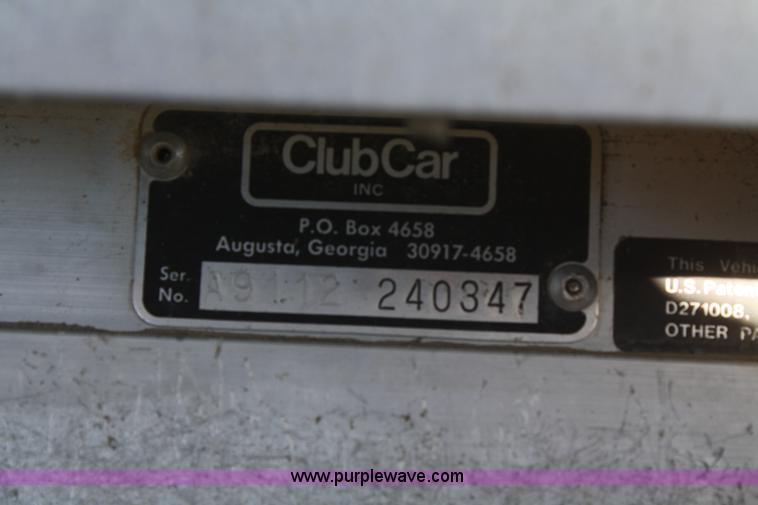 ClubCar
INC
P.O. Box 4658
Augusta, Georgia 30917-4658
Ser.
No. A9112 240347
This Vehi
U.S. Paten
D271008,
OTHER PA
www.purplewave.com